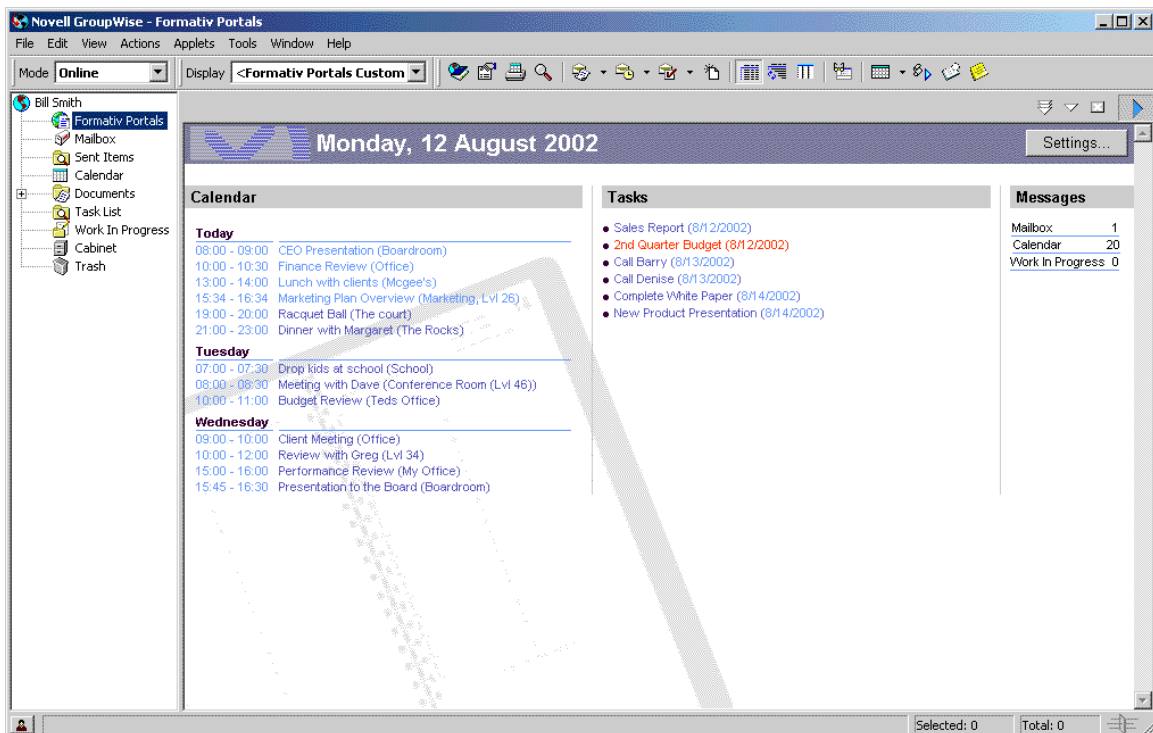 Novell GroupWise - Formativ Portals
File Edit View Actions Applets Tools Window Help
Mode Online Display <Formativ Portals Custom
Bill Smith
Formativ Portals
Mailbox
Sent Items
Calendar
Documents
Task List
Work In Progress
Cabinet
Trash
Monday, 12 August 2002
Settings...
Calendar
Today
08:00 - 09:00 CEO Presentation (Boardroom)
10:00 - 10:30 Finance Review (Office)
13:00 - 14:00 Lunch with clients (Mcgee's)
15:34 - 16:34 Marketing Plan Overview (Marketing, Lvl 26)
19:00 - 20:00 Racquet Ball (The court)
21:00 - 23:00 Dinner with Margaret (The Rocks)
Tuesday
07:00 - 07:30 Drop kids at school (School)
08:00 - 08:30 Meeting with Dave (Conference Room (Lvl 46))
10:00 - 11:00 Budget Review (Teds Office)
Wednesday
09:00 - 10:00 Client Meeting (Office)
10:00 - 12:00 Review with Greg (Lvl 34)
15:00 - 16:00 Performance Review (My Office)
15:45 - 16:30 Presentation to the Board (Boardroom)
Tasks
Sales Report (8/12/2002)
2nd Quarter Budget (8/12/2002)
Call Barry (8/13/2002)
Call Denise (8/13/2002)
Complete White Paper (8/14/2002)
New Product Presentation (8/14/2002)
Messages
Mailbox 1
Calendar 20
Work In Progress 0
Selected: 0 Total: 0